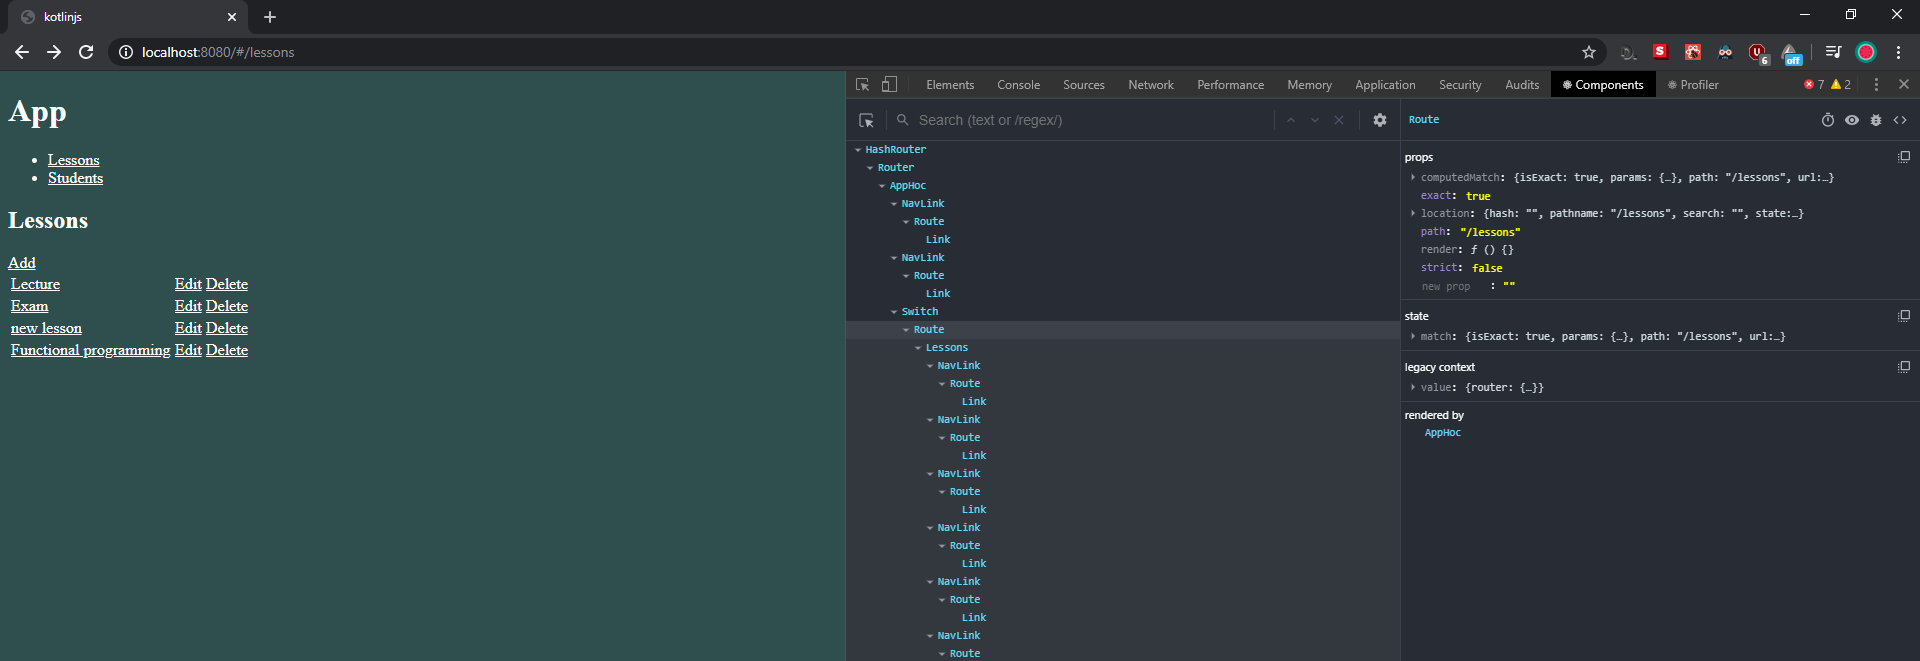 kotlinjs
localhost:8080/#/lessons
S
U
6
off
App
Lessons
Students
Lessons
Add
Lecture Edit Delete
Exam Edit Delete
new lesson Edit Delete
Functional programming Edit Delete
Elements Console Sources Network Performance Memory Application Security Audits Components Profiler 7 2
Search (text or /regex/)
HashRouter
Router
AppHoc
NavLink
Route
Link
NavLink
Route
Link
Switch
Route
Lessons
NavLink
Route
Link
NavLink
Route
Link
NavLink
Route
Link
NavLink
Route
Link
NavLink
Route
Link
NavLink
Route
Route
props
computedMatch: {isExact: true, params: {…}, path: "/lessons", url:…}
exact: true
location: {hash: "", pathname: "/lessons", search: "", state:…}
path: "/lessons"
render: ƒ () {}
strict: false
new prop : ""
state
match: {isExact: true, params: {…}, path: "/lessons", url:…}
legacy context
value: {router: {…}}
rendered by
AppHoc